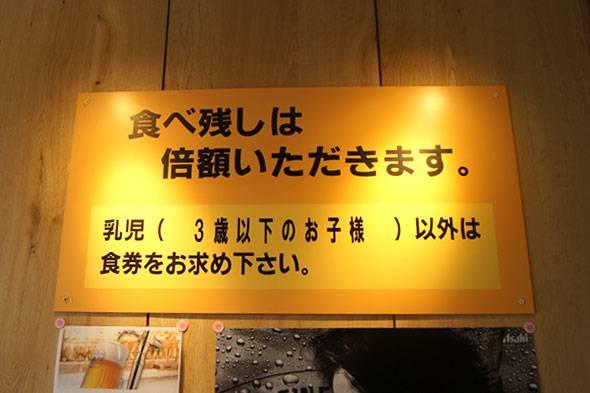 食べ残しは
倍額いただきます。
乳児（ 3歳以下のお子様 ）以外は
食券をお求め下さい。
Asahi